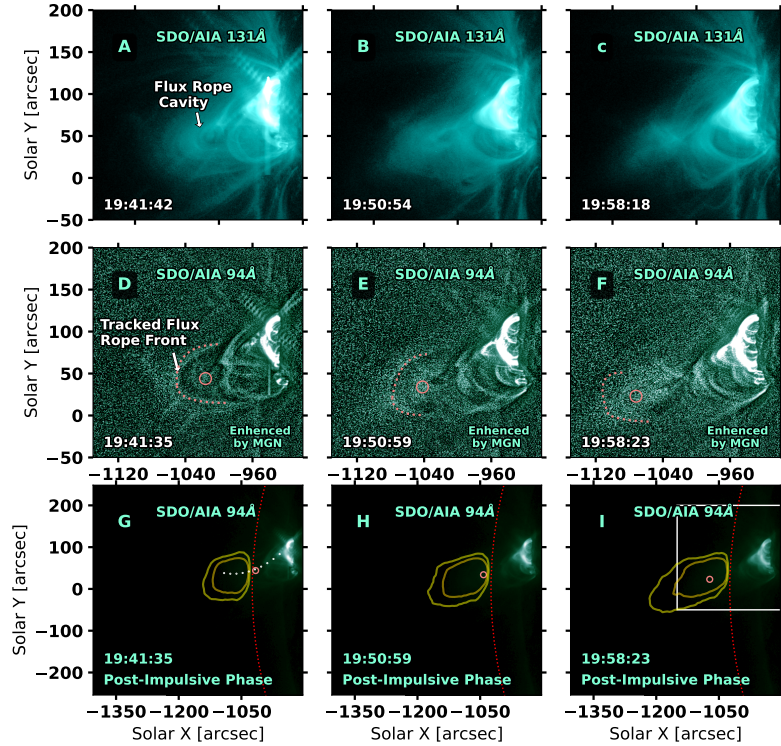 A SDO/AIA 131Å
Flux Rope
Cavity
19:41:42
B SDO/AIA 131Å
19:50:54
c SDO/AIA 131Å
19:58:18
200
150
100
50
0
−50
Solar Y [arcsec]
D SDO/AIA 94Å
Tracked Flux
Rope Front
19:41:35
Enhenced
by MGN
E SDO/AIA 94Å
19:50:59
Enhenced
by MGN
F SDO/AIA 94Å
19:58:23
Enhenced
by MGN
200
150
100
50
0
−50
Solar Y [arcsec]
−1120 −1040 −960
−1120 −1040 −960
−1120 −1040 −960
G SDO/AIA 94Å
19:41:35
Post-Impulsive Phase
H SDO/AIA 94Å
19:50:59
Post-Impulsive Phase
I SDO/AIA 94Å
19:58:23
Post-Impulsive Phase
200
100
0
−100
−200
Solar Y [arcsec]
−1350 −1200 −1050
−1350 −1200 −1050
−1350 −1200 −1050
Solar X [arcsec]
Solar X [arcsec]
Solar X [arcsec]